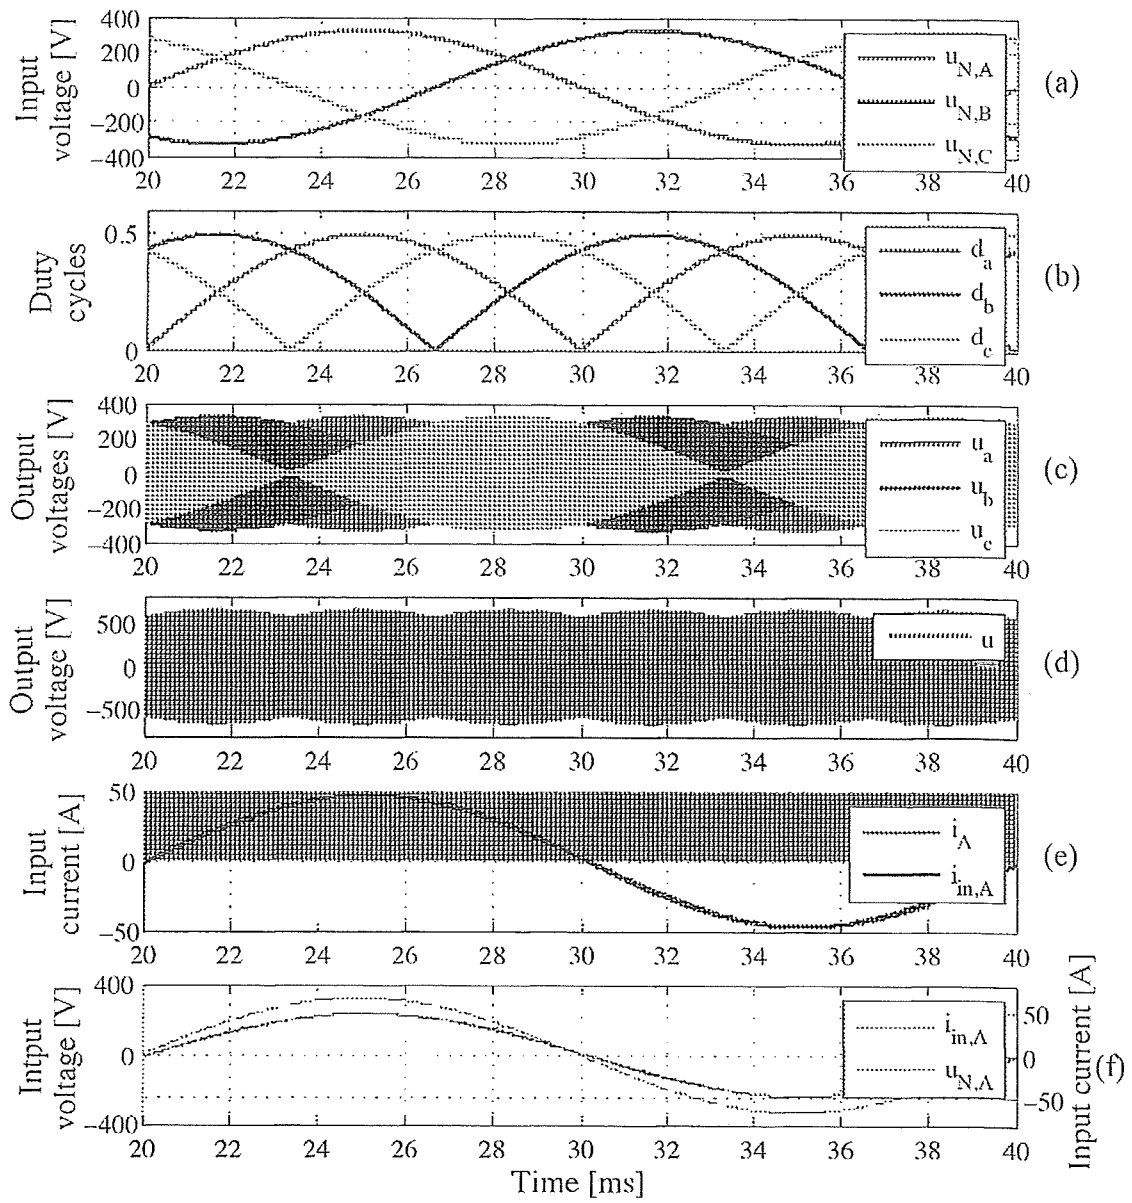 Input
voltage [V]
400
200
0
−200
−400
20 22 24 26 28 30 32 34 36 38 40
u_N,A
u_N,B
u_N,C
(a)
Duty
cycles
0.5
0
20 22 24 26 28 30 32 34 36 38 40
d_a
d_b
d_c
(b)
Output
voltages [V]
400
200
0
−200
−400
20 22 24 26 28 30 32 34 36 38 40
u_a
u_b
u_c
(c)
Output
voltage [V]
500
0
−500
20 22 24 26 28 30 32 34 36 38 40
u
(d)
Input
current [A]
50
0
−50
20 22 24 26 28 30 32 34 36 38 40
i_A
i_in,A
(e)
Intput
voltage [V]
400
0
−400
20 22 24 26 28 30 32 34 36 38 40
i_in,A
u_N,A
50
0
−50
Input current [A]
(f)
Time [ms]